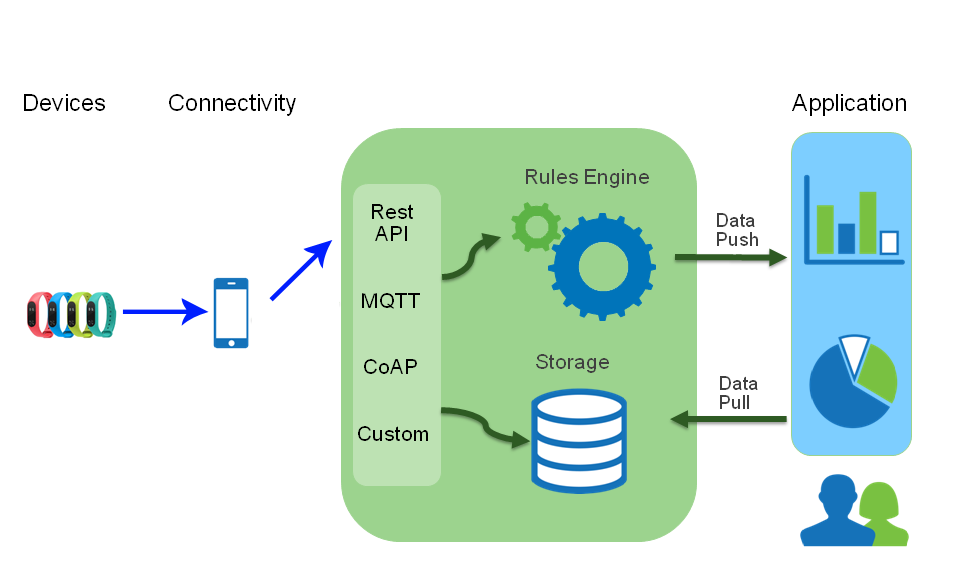 Devices
Connectivity
Application
Rules Engine
Rest
API
MQTT
CoAP
Custom
Storage
Data
Push
Data
Pull